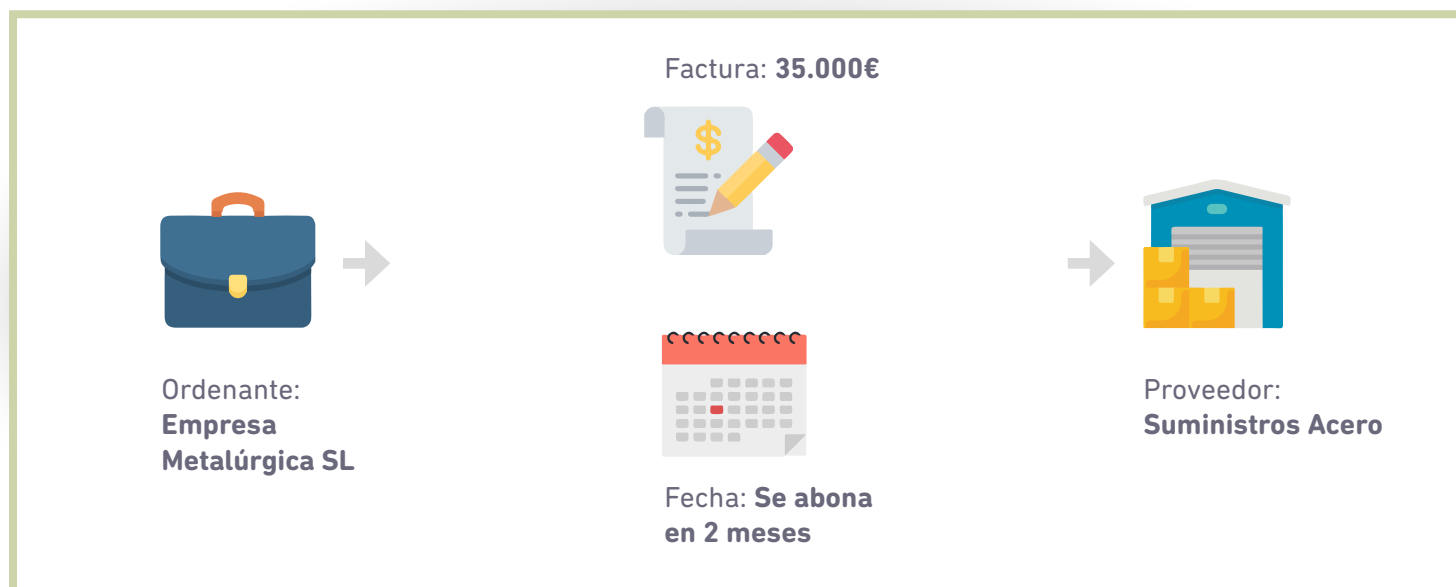 Factura: 35.000€
$
Ordenante:
Empresa
Metalúrgica SL
Fecha: Se abona
en 2 meses
Proveedor:
Suministros Acero